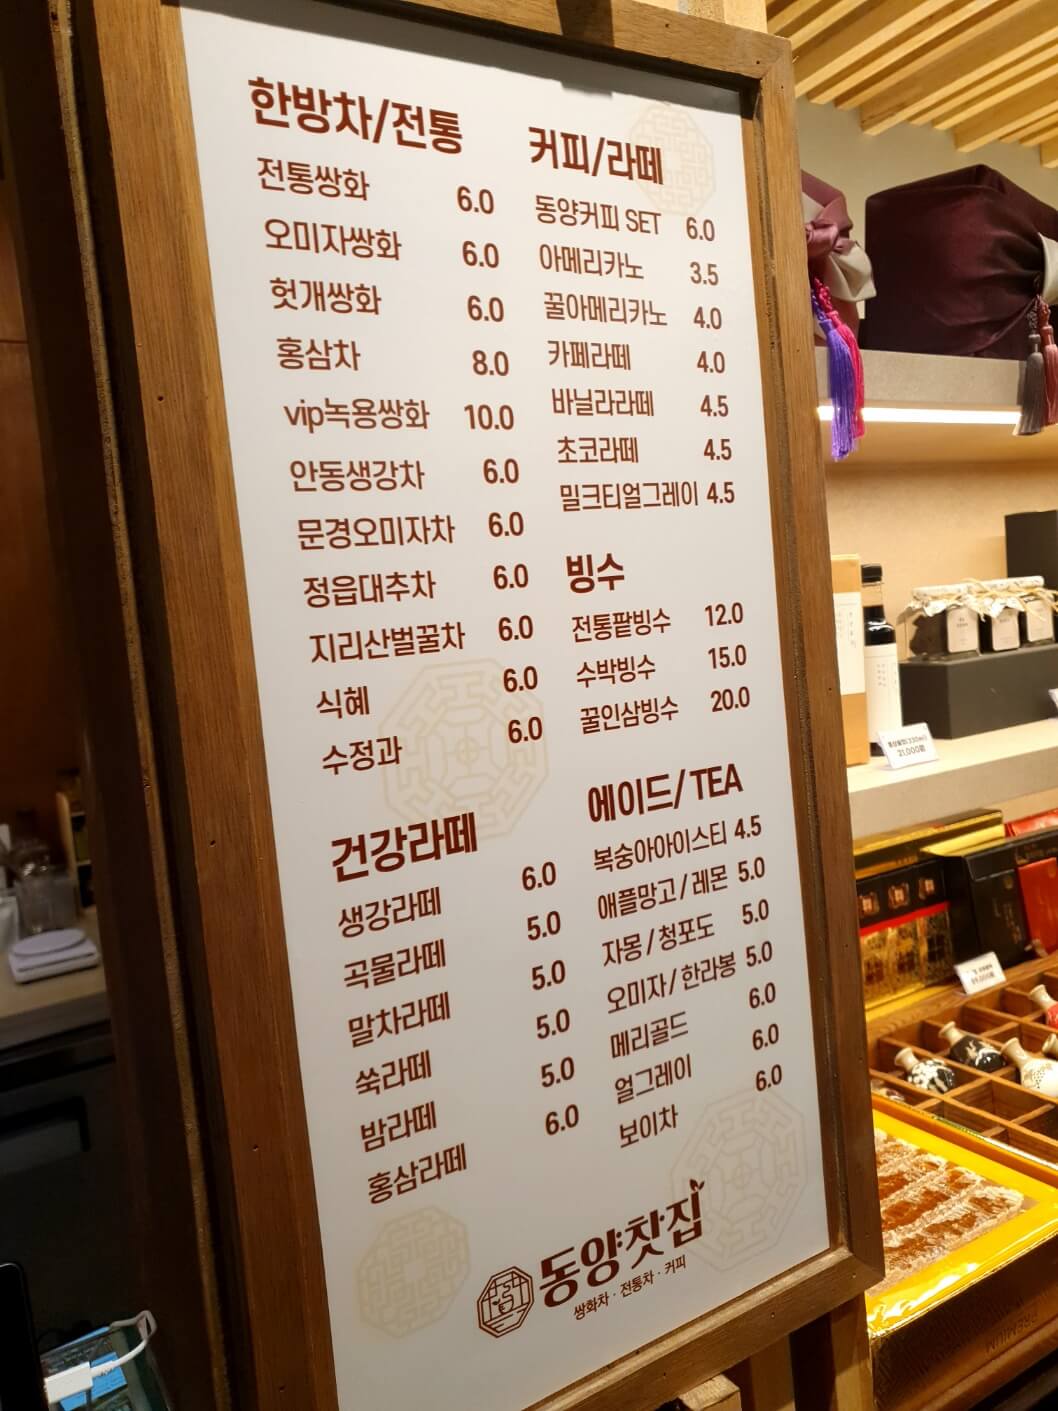 한방차/전통
전통쌍화 6.0
오미자쌍화 6.0
헛개쌍화 6.0
홍삼차 8.0
vip녹용쌍화 10.0
안동생강차 6.0
문경오미자차 6.0
정읍대추차 6.0
지리산벌꿀차 6.0
식혜 6.0
수정과 6.0
건강라떼
생강라떼 6.0
곡물라떼 5.0
말차라떼 5.0
쑥라떼 5.0
밤라떼 5.0
홍삼라떼 6.0
커피/라떼
동양커피 SET 6.0
아메리카노 3.5
꿀아메리카노 4.0
카페라떼 4.0
바닐라라떼 4.5
초코라떼 4.5
밀크티얼그레이 4.5
빙수
전통팥빙수 12.0
수박빙수 15.0
꿀인삼빙수 20.0
에이드/TEA
복숭아아이스티 4.5
애플망고/레몬 5.0
자몽/청포도 5.0
오미자/한라봉 5.0
메리골드 6.0
얼그레이 6.0
보이차 6.0
동양찻집
쌍화차·전통차·커피
21,000원
PREMIUM